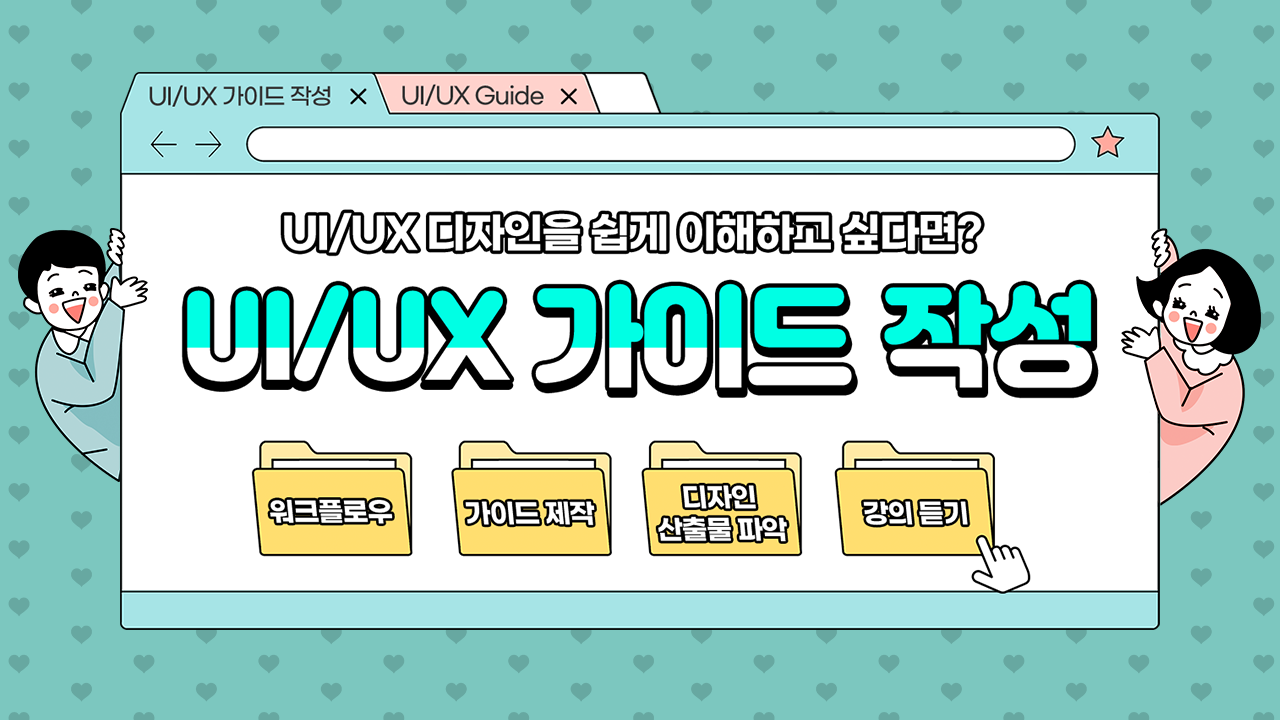 UI/UX 가이드 작성
UI/UX Guide
UI/UX 디자인을 쉽게 이해하고 싶다면?
UI/UX 가이드 작성
워크플로우
가이드 제작
디자인
산출물 파악
강의 듣기